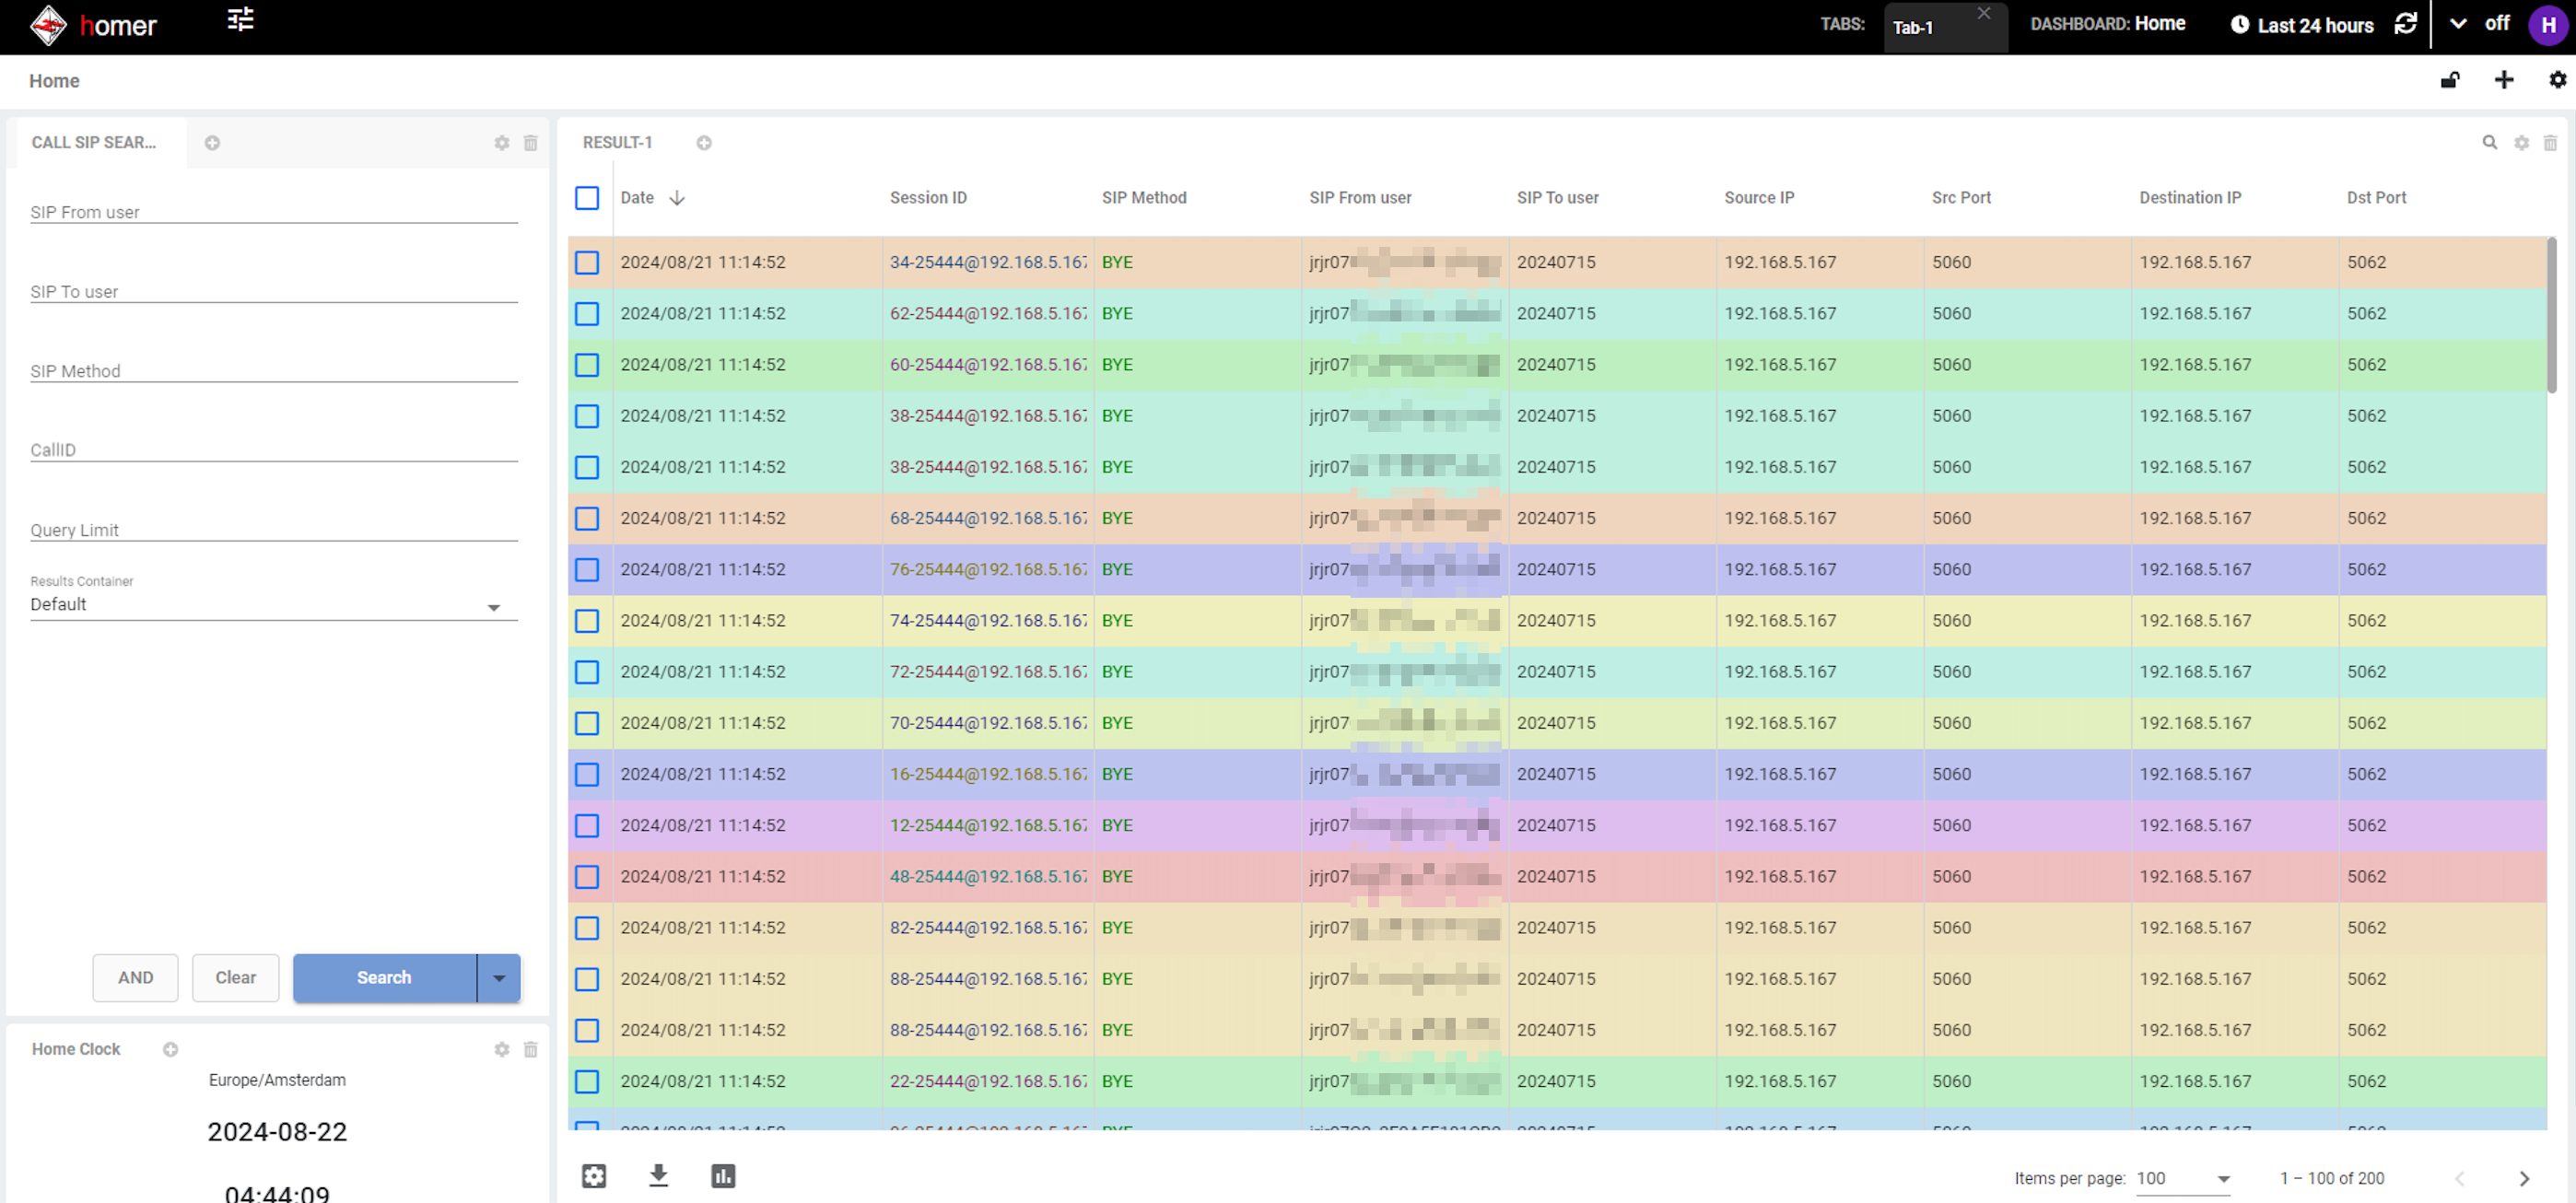 homer TABS: Tab-1 DASHBOARD: Home Last 24 hours off H
Home
CALL SIP SEAR...
SIP From user
SIP To user
SIP Method
CallID
Query Limit
Results Container
Default
AND Clear Search
Home Clock
Europe/Amsterdam
2024-08-22
04:44:09
RESULT-1
Date Session ID SIP Method SIP From user SIP To user Source IP Src Port Destination IP Dst Port
2024/08/21 11:14:52 34-25444@192.168.5.167 BYE jrjr07 20240715 192.168.5.167 5060 192.168.5.167 5062
2024/08/21 11:14:52 62-25444@192.168.5.167 BYE jrjr07 20240715 192.168.5.167 5060 192.168.5.167 5062
2024/08/21 11:14:52 60-25444@192.168.5.167 BYE jrjr07 20240715 192.168.5.167 5060 192.168.5.167 5062
2024/08/21 11:14:52 38-25444@192.168.5.167 BYE jrjr07 20240715 192.168.5.167 5060 192.168.5.167 5062
2024/08/21 11:14:52 38-25444@192.168.5.167 BYE jrjr07 20240715 192.168.5.167 5060 192.168.5.167 5062
2024/08/21 11:14:52 68-25444@192.168.5.167 BYE jrjr07 20240715 192.168.5.167 5060 192.168.5.167 5062
2024/08/21 11:14:52 76-25444@192.168.5.167 BYE jrjr07 20240715 192.168.5.167 5060 192.168.5.167 5062
2024/08/21 11:14:52 74-25444@192.168.5.167 BYE jrjr07 20240715 192.168.5.167 5060 192.168.5.167 5062
2024/08/21 11:14:52 72-25444@192.168.5.167 BYE jrjr07 20240715 192.168.5.167 5060 192.168.5.167 5062
2024/08/21 11:14:52 70-25444@192.168.5.167 BYE jrjr07 20240715 192.168.5.167 5060 192.168.5.167 5062
2024/08/21 11:14:52 16-25444@192.168.5.167 BYE jrjr07 20240715 192.168.5.167 5060 192.168.5.167 5062
2024/08/21 11:14:52 12-25444@192.168.5.167 BYE jrjr07 20240715 192.168.5.167 5060 192.168.5.167 5062
2024/08/21 11:14:52 48-25444@192.168.5.167 BYE jrjr07 20240715 192.168.5.167 5060 192.168.5.167 5062
2024/08/21 11:14:52 82-25444@192.168.5.167 BYE jrjr07 20240715 192.168.5.167 5060 192.168.5.167 5062
2024/08/21 11:14:52 88-25444@192.168.5.167 BYE jrjr07 20240715 192.168.5.167 5060 192.168.5.167 5062
2024/08/21 11:14:52 88-25444@192.168.5.167 BYE jrjr07 20240715 192.168.5.167 5060 192.168.5.167 5062
2024/08/21 11:14:52 22-25444@192.168.5.167 BYE jrjr07 20240715 192.168.5.167 5060 192.168.5.167 5062
Items per page: 100 1 – 100 of 200